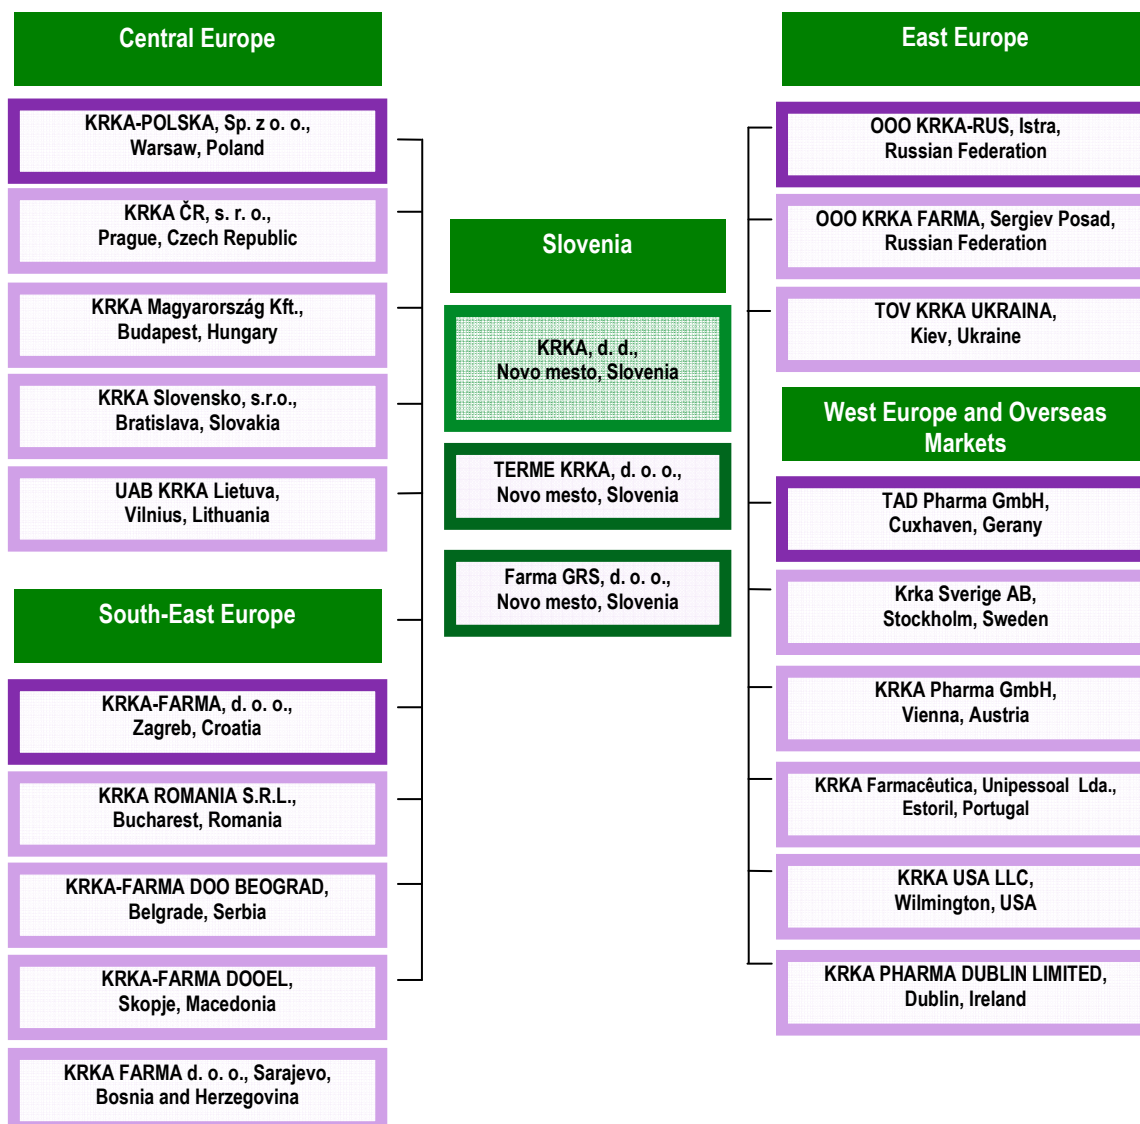 Central Europe
KRKA-POLSKA, Sp. z o. o.,
Warsaw, Poland
KRKA ČR, s. r. o.,
Prague, Czech Republic
KRKA Magyarország Kft.,
Budapest, Hungary
KRKA Slovensko, s.r.o.,
Bratislava, Slovakia
UAB KRKA Lietuva,
Vilnius, Lithuania
South-East Europe
KRKA-FARMA, d. o. o.,
Zagreb, Croatia
KRKA ROMANIA S.R.L.,
Bucharest, Romania
KRKA-FARMA DOO BEOGRAD,
Belgrade, Serbia
KRKA-FARMA DOOEL,
Skopje, Macedonia
KRKA FARMA d. o. o., Sarajevo,
Bosnia and Herzegovina
Slovenia
KRKA, d. d.,
Novo mesto, Slovenia
TERME KRKA, d. o. o.,
Novo mesto, Slovenia
Farma GRS, d. o. o.,
Novo mesto, Slovenia
East Europe
OOO KRKA-RUS, Istra,
Russian Federation
OOO KRKA FARMA, Sergiev Posad,
Russian Federation
TOV KRKA UKRAINA,
Kiev, Ukraine
West Europe and Overseas
Markets
TAD Pharma GmbH,
Cuxhaven, Gerany
Krka Sverige AB,
Stockholm, Sweden
KRKA Pharma GmbH,
Vienna, Austria
KRKA Farmacêutica, Unipessoal Lda.,
Estoril, Portugal
KRKA USA LLC,
Wilmington, USA
KRKA PHARMA DUBLIN LIMITED,
Dublin, Ireland